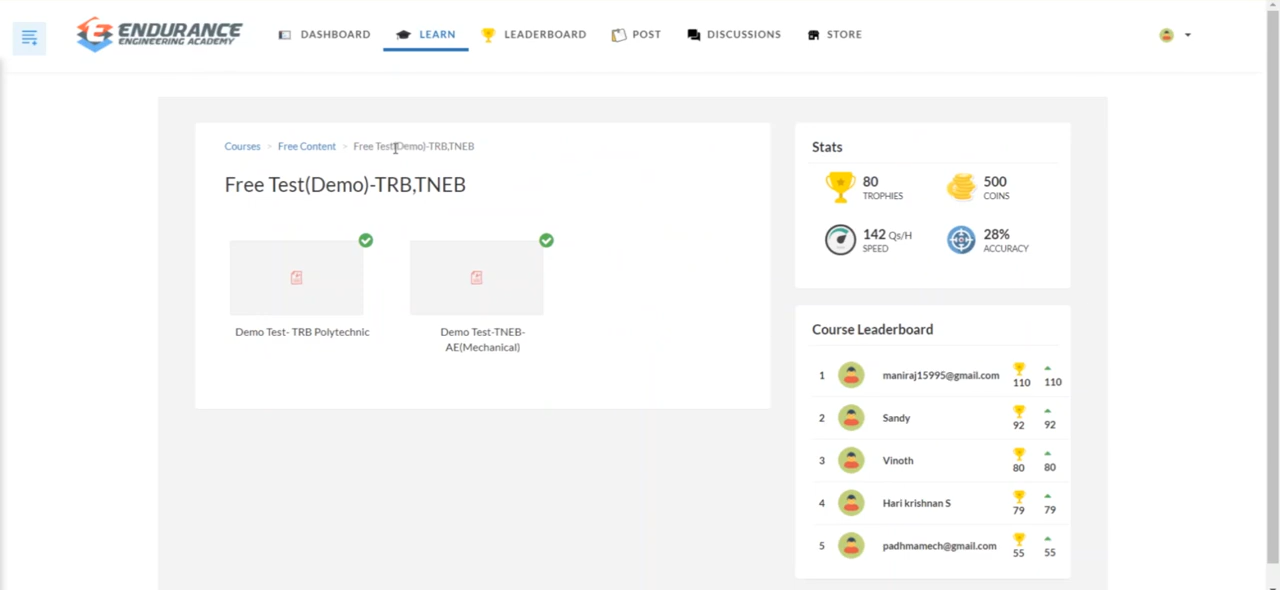 ENDURANCE
ENGINEERING ACADEMY
DASHBOARD
LEARN
LEADERBOARD
POST
DISCUSSIONS
STORE
Courses > Free Content > Free Test(Demo)-TRB,TNEB
Free Test(Demo)-TRB,TNEB
Demo Test- TRB Polytechnic
Demo Test-TNEB-
AE(Mechanical)
Stats
80
TROPHIES
500
COINS
142 Qs/H
SPEED
28%
ACCURACY
Course Leaderboard
1 maniraj15995@gmail.com 110 110
2 Sandy 92 92
3 Vinoth 80 80
4 Hari krishnan S 79 79
5 padhmamech@gmail.com 55 55